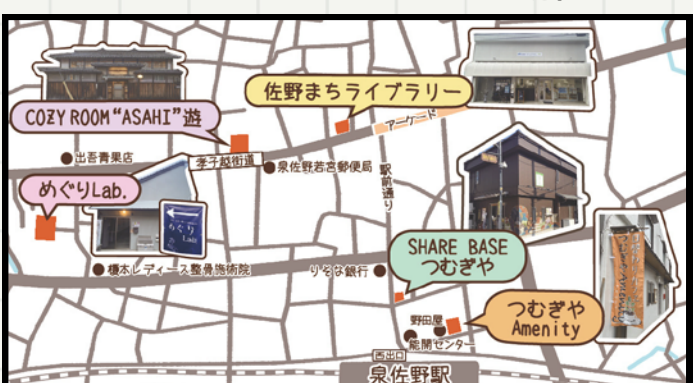 佐野まちライブラリー
COZY ROOM“ASAHI”遊
アーケード
出吾青果店
孝子越街道
泉佐野若宮郵便局
駅前通り
めぐりLab.
めぐり
Lab
榎本レディース整骨施術院
りそな銀行
SHARE BASE
つむぎや
つむぎや
Amenity
野田屋
能開センター
西出口
泉佐野駅